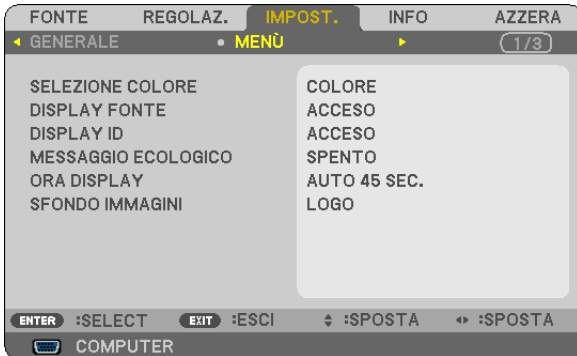 FONTE REGOLAZ. IMPOST. INFO AZZERA
GENERALE • MENÙ 1/3
SELEZIONE COLORE COLORE
DISPLAY FONTE ACCESO
DISPLAY ID ACCESO
MESSAGGIO ECOLOGICO SPENTO
ORA DISPLAY AUTO 45 SEC.
SFONDO IMMAGINI LOGO
ENTER :SELECT EXIT :ESCI :SPOSTA :SPOSTA
COMPUTER